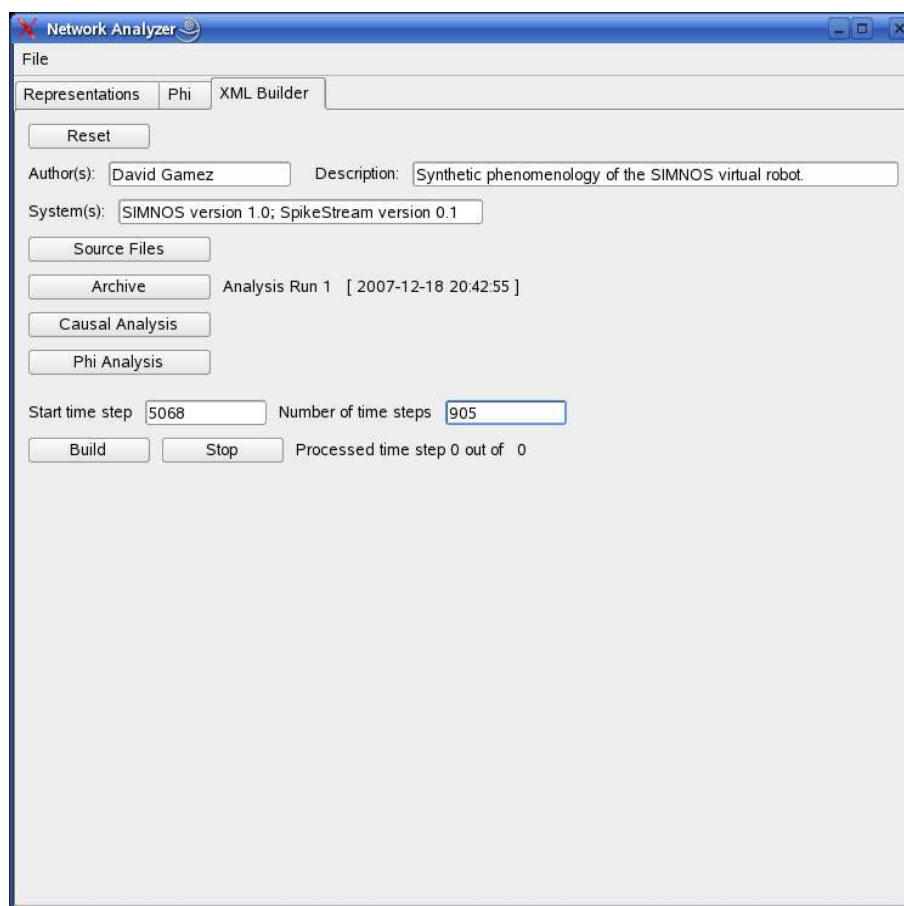 Network Analyzer
File
Representations Phi XML Builder
Reset
Author(s): David Gamez Description: Synthetic phenomenology of the SIMNOS virtual robot.
System(s): SIMNOS version 1.0; SpikeStream version 0.1
Source Files
Archive Analysis Run 1 [ 2007-12-18 20:42:55 ]
Causal Analysis
Phi Analysis
Start time step 5068 Number of time steps 905
Build Stop Processed time step 0 out of 0